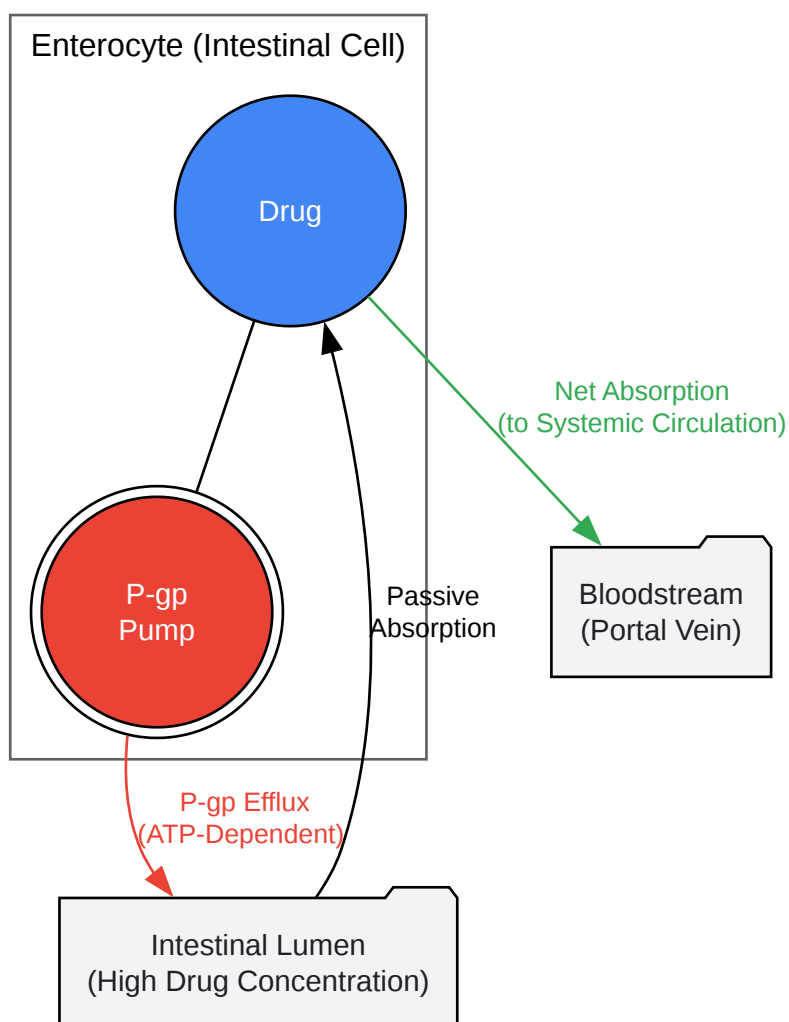 Enterocyte (Intestinal Cell)
Drug
Net Absorption
(to Systemic Circulation)
P-gp
Pump
Passive
Absorption
Bloodstream
(Portal Vein)
P-gp Efflux
(ATP-Dependent)
Intestinal Lumen
(High Drug Concentration)